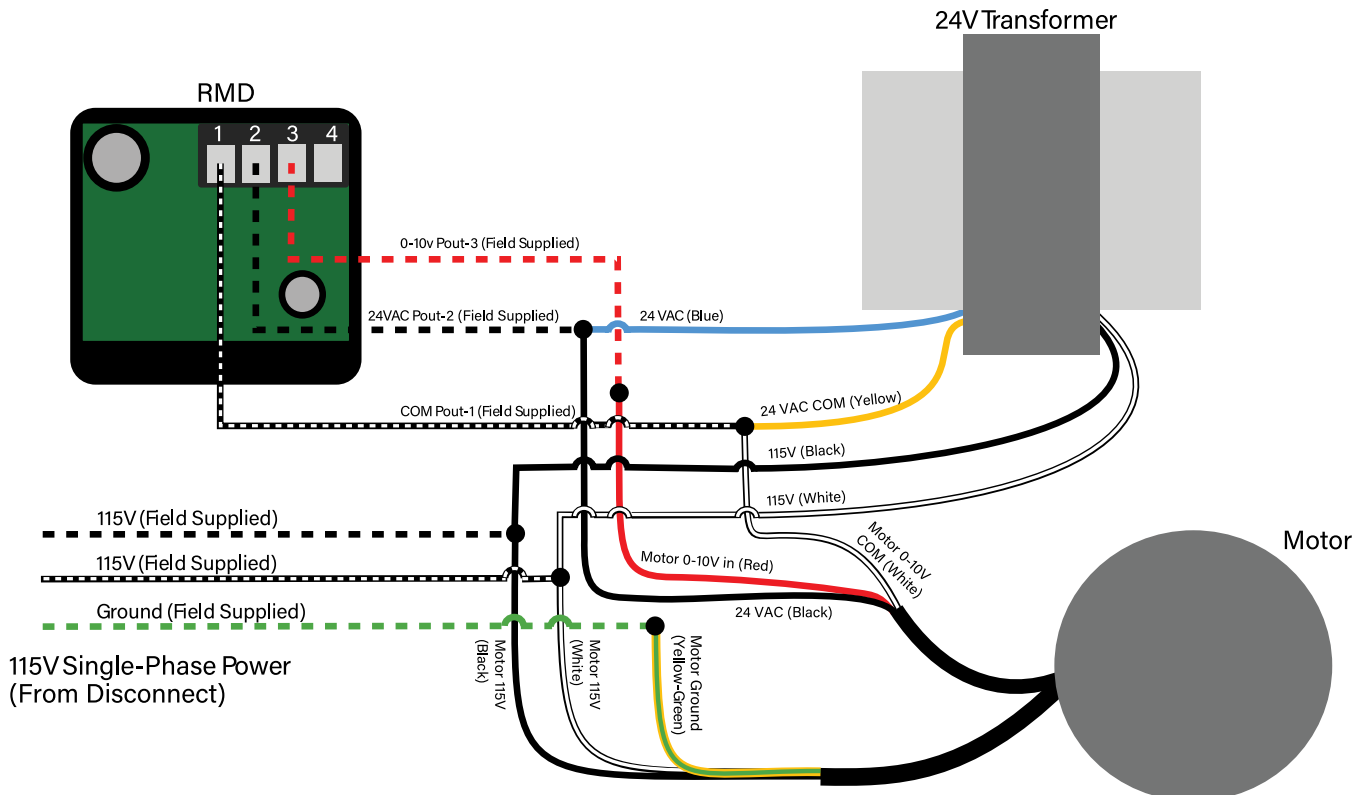 24V Transformer
RMD
1 2 3 4
0-10v Pout-3 (Field Supplied)
24VAC Pout-2 (Field Supplied)
24 VAC (Blue)
COM Pout-1 (Field Supplied)
24 VAC COM (Yellow)
115V (Black)
115V (White)
115V (Field Supplied)
115V (Field Supplied)
Ground (Field Supplied)
115V Single-Phase Power
(From Disconnect)
Motor 0-10V in (Red)
24 VAC (Black)
Motor 0-10V
COM (White)
Motor
Motor 115V
(Black)
Motor 115V
(White)
Motor Ground
(Yellow-Green)